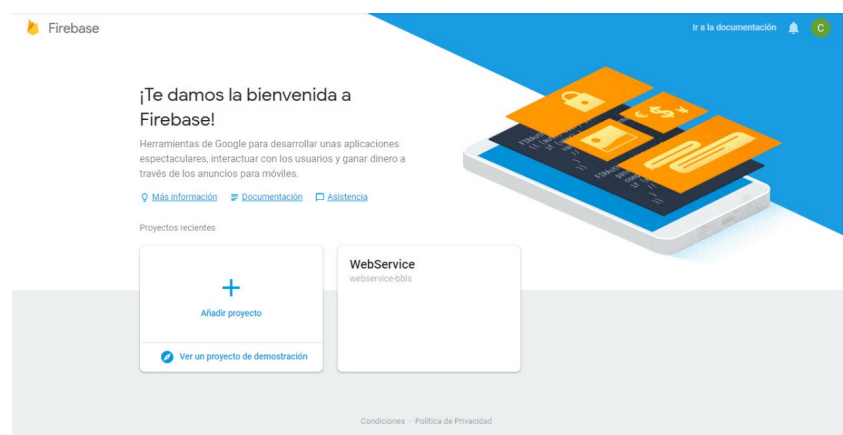 Firebase
Ir a la documentación
C
¡Te damos la bienvenida a
Firebase!
Herramientas de Google para desarrollar unas aplicaciones
espectaculares, interactuar con los usuarios y ganar dinero a
través de los anuncios para móviles.
Más información Documentación Asistencia
Proyectos recientes
WebService
webservice-bbls
Añadir proyecto
Ver un proyecto de demostración
Condiciones · Política de Privacidad